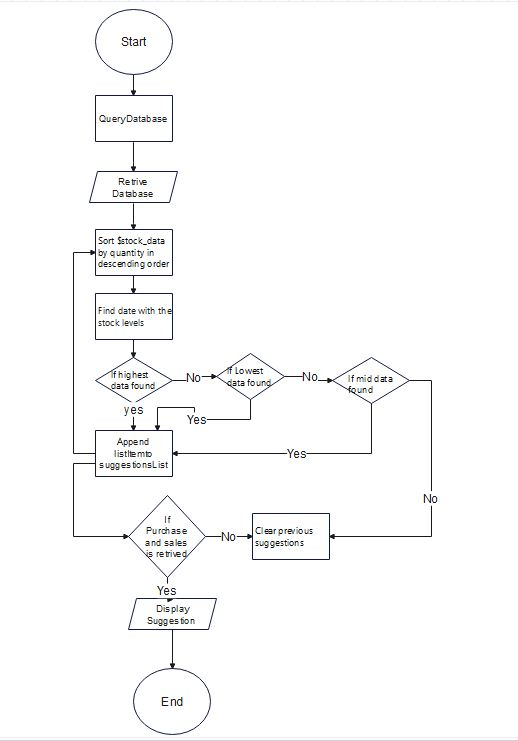 Start
QueryDatabase
Retrive
Database
Sort $stock_data
by quantity in
descending order
Find date with the
stock levels
If highest
data found
No
If Lowest
data found
No
If mid data
found
yes
Yes
Append
listItemto
suggestionsList
Yes
No
If
Purchase
and sales
is retrived
No
Clear previous
suggestions
Yes
Display
Suggestion
End